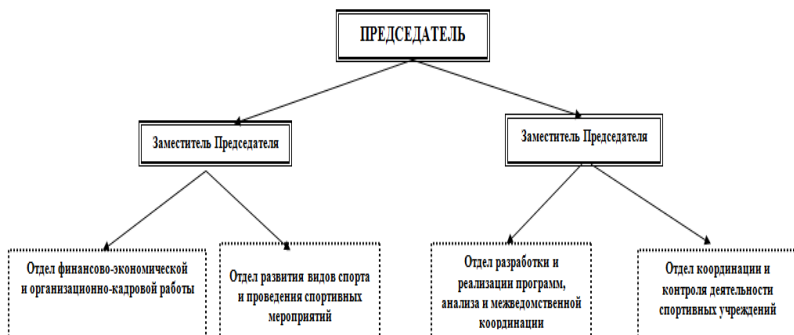 ПРЕДСЕДАТЕЛЬ
Заместитель Председателя
Заместитель Председателя
Отдел финансово-экономической
и организационно-кадровой работы
Отдел развития видов спорта
и проведения спортивных
мероприятий
Отдел разработки и
реализации программ,
анализа и межведомственной
координации
Отдел координации и
контроля деятельности
спортивных учреждений